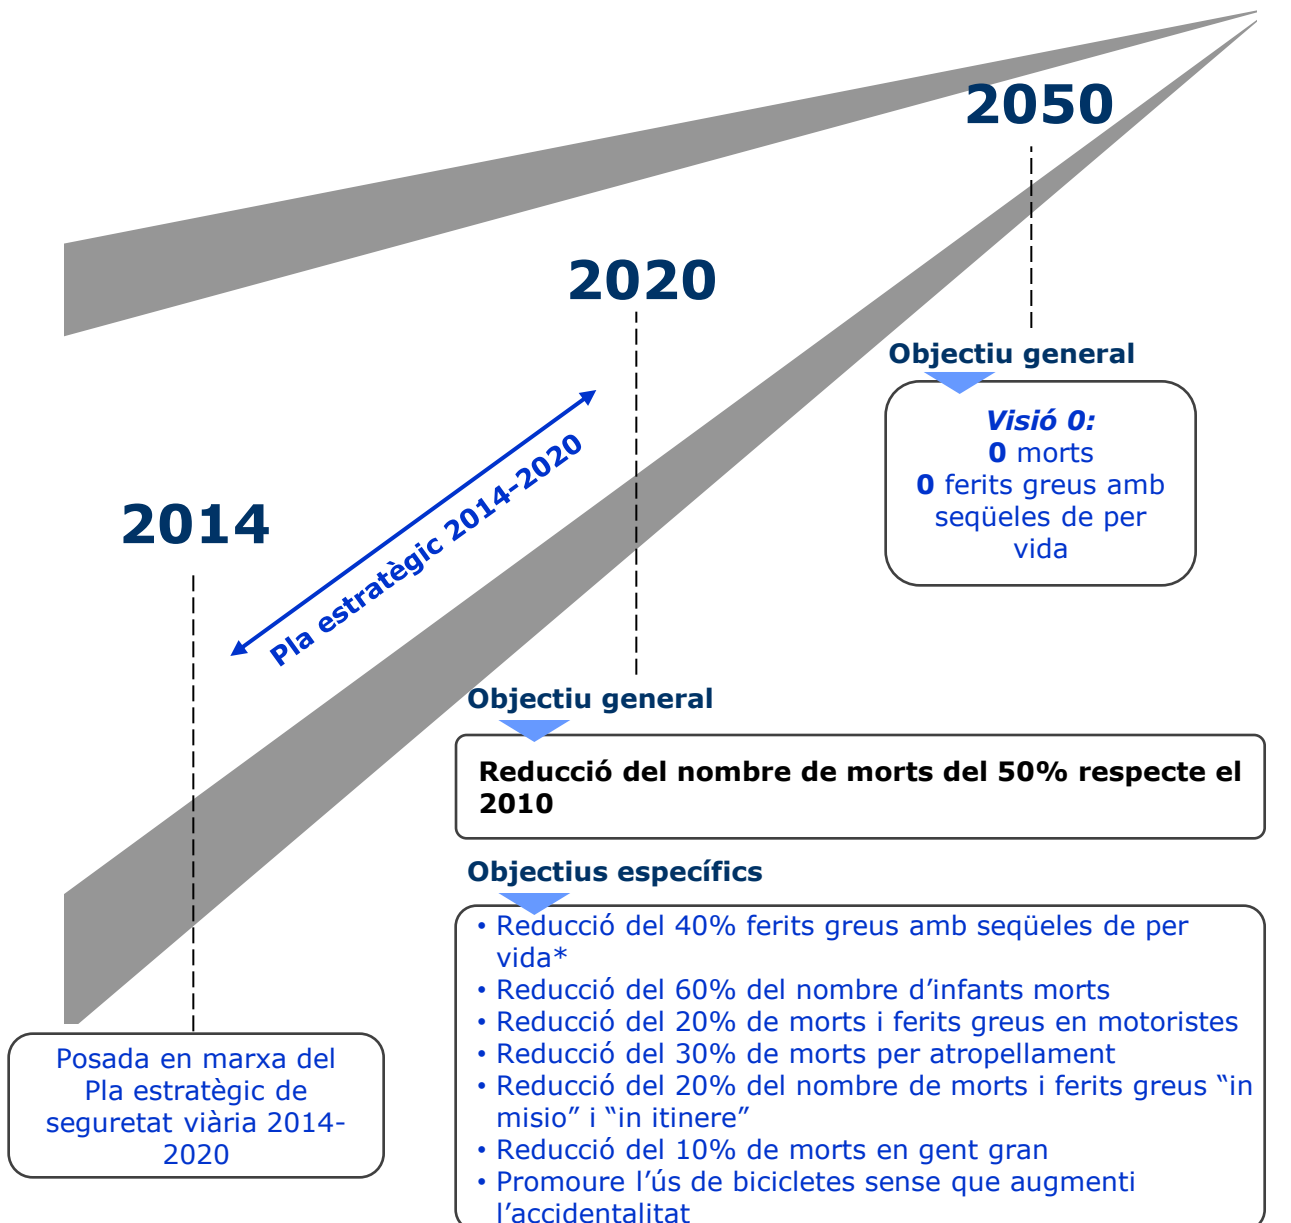 2050
2020
2014
Pla estratègic 2014-2020
Objectiu general
Visió 0:
0 morts
0 ferits greus amb
seqüeles de per
vida
Objectiu general
Reducció del nombre de morts del 50% respecte el
2010
Objectius específics
• Reducció del 40% ferits greus amb seqüeles de per
vida*
• Reducció del 60% del nombre d’infants morts
• Reducció del 20% de morts i ferits greus en motoristes
• Reducció del 30% de morts per atropellament
• Reducció del 20% del nombre de morts i ferits greus “in
misio” i “in itinere”
• Reducció del 10% de morts en gent gran
• Promoure l’ús de bicicletes sense que augmenti
l’accidentalitat
Posada en marxa del
Pla estratègic de
seguretat viària 2014-
2020